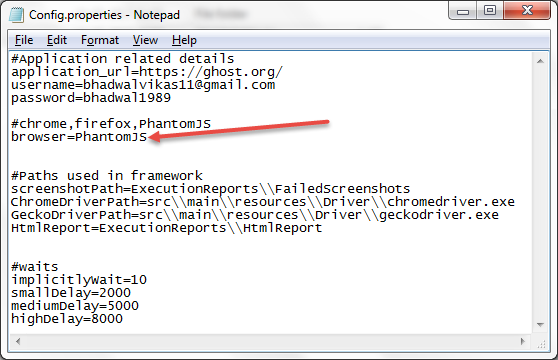 Config.properties - Notepad
File Edit Format View Help
#Application related details
application_url=https://ghost.org/
username=bhadwalvikas11@gmail.com
password=bhadwal1989
#chrome,firefox,PhantomJS
browser=PhantomJS
#Paths used in framework
screenshotPath=ExecutionReports\\FailedScreenshots
ChromeDriverPath=src\\main\\resources\\Driver\\chromedriver.exe
GeckoDriverPath=src\\main\\resources\\Driver\\geckodriver.exe
HtmlReport=ExecutionReports\\HtmlReport
#waits
implicitlyWait=10
smallDelay=2000
mediumDelay=5000
highDelay=8000